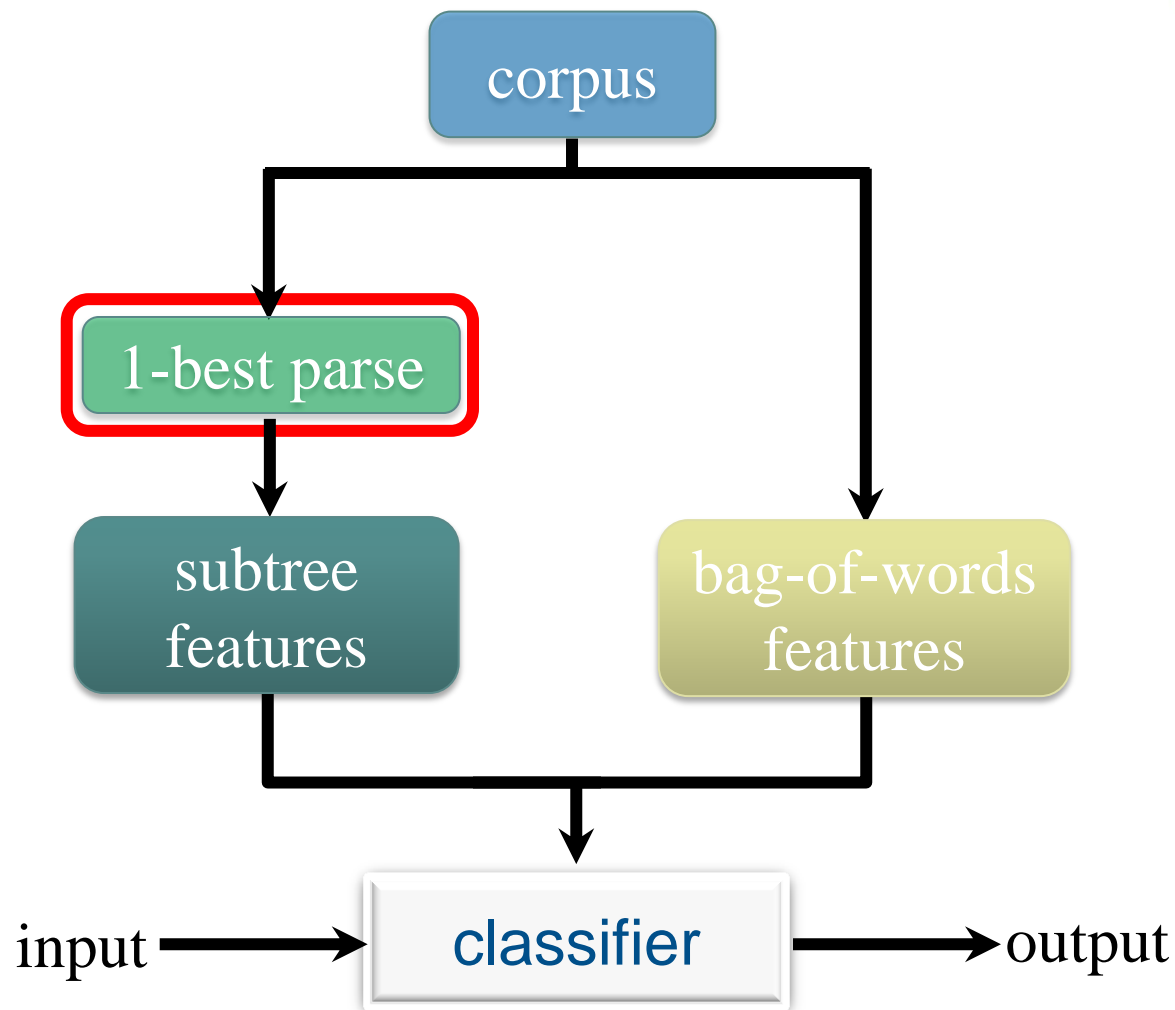 corpus
1-best parse
subtree
features
bag-of-words
features
input
classifier
output